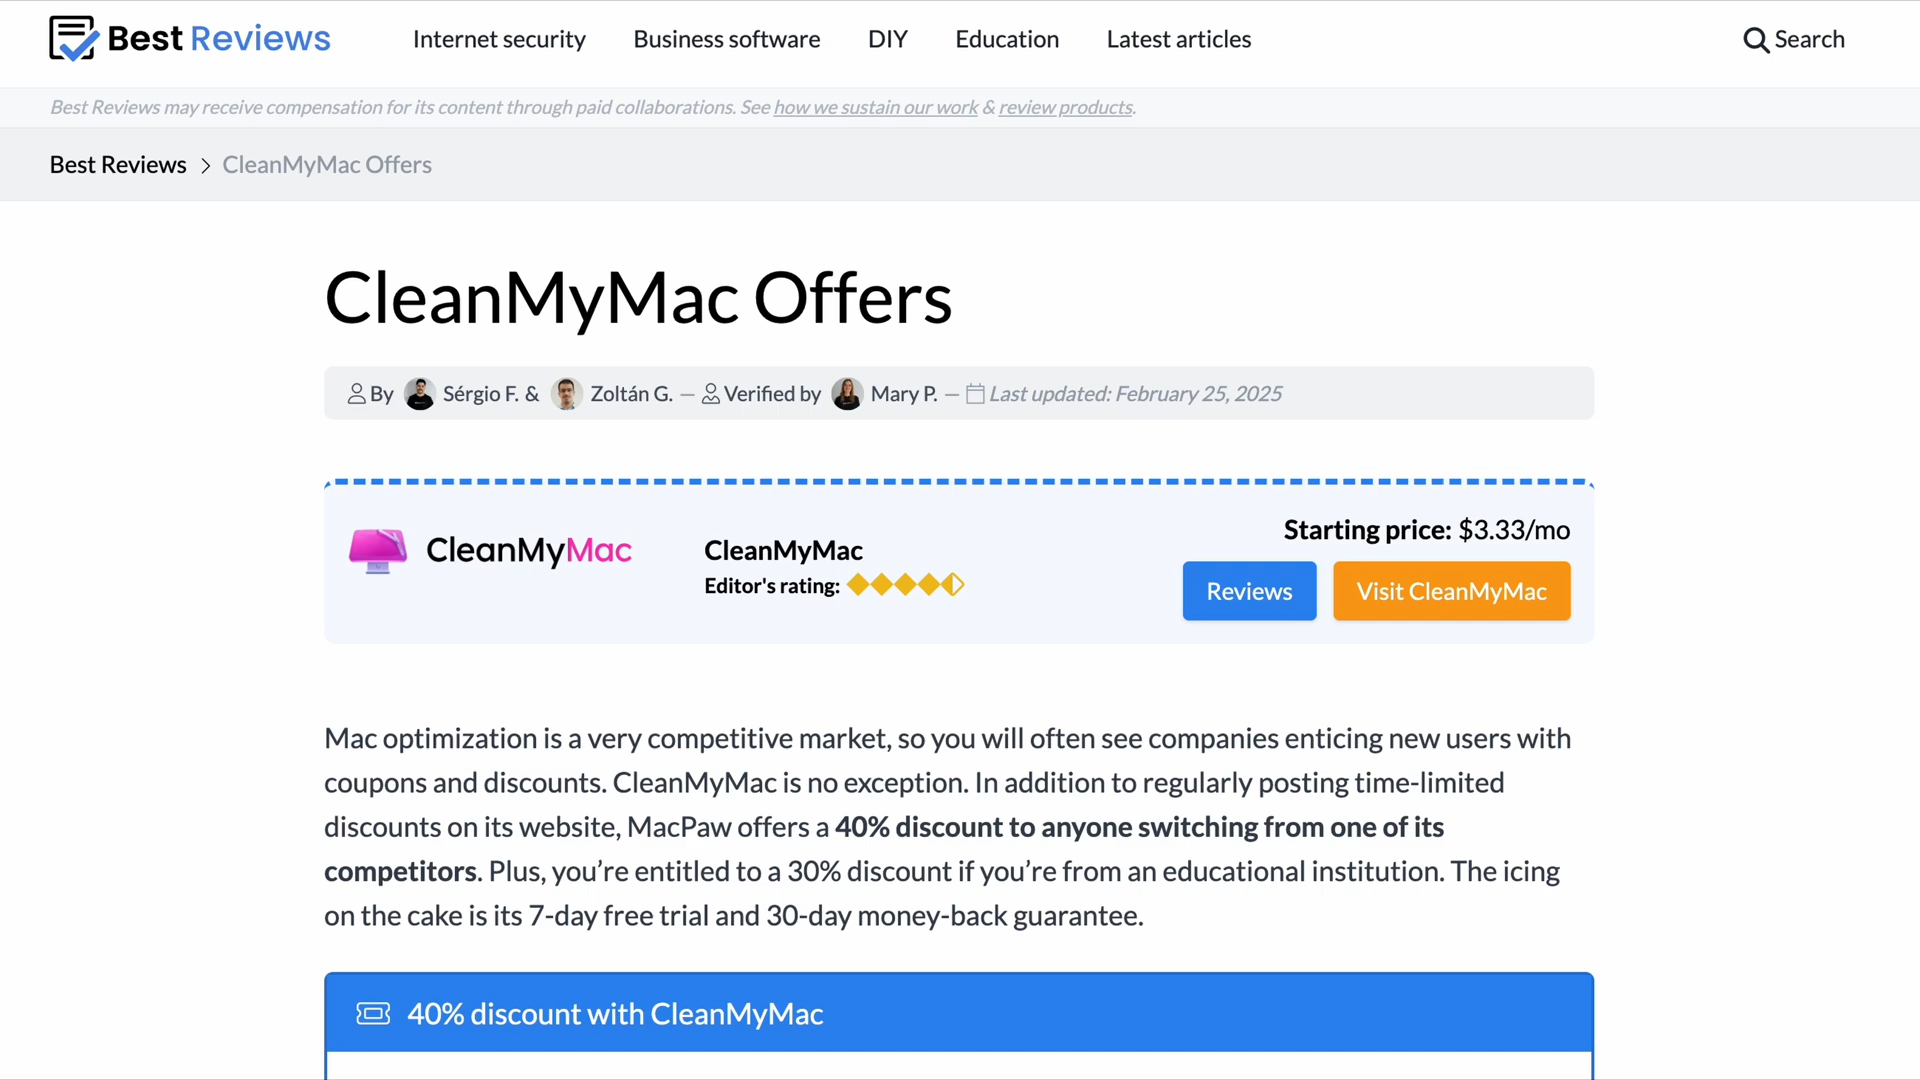 Best Reviews
Internet security
Business software
DIY
Education
Latest articles
Search
Best Reviews may receive compensation for its content through paid collaborations. See how we sustain our work & review products.
Best Reviews > CleanMyMac Offers
CleanMyMac Offers
By Sérgio F. & Zoltán G. — Verified by Mary P. — Last updated: February 25, 2025
CleanMyMac
CleanMyMac
Editor's rating:
Starting price: $3.33/mo
Reviews
Visit CleanMyMac
Mac optimization is a very competitive market, so you will often see companies enticing new users with
coupons and discounts. CleanMyMac is no exception. In addition to regularly posting time-limited
discounts on its website, MacPaw offers a 40% discount to anyone switching from one of its
competitors. Plus, you’re entitled to a 30% discount if you’re from an educational institution. The icing
on the cake is its 7-day free trial and 30-day money-back guarantee.
40% discount with CleanMyMac